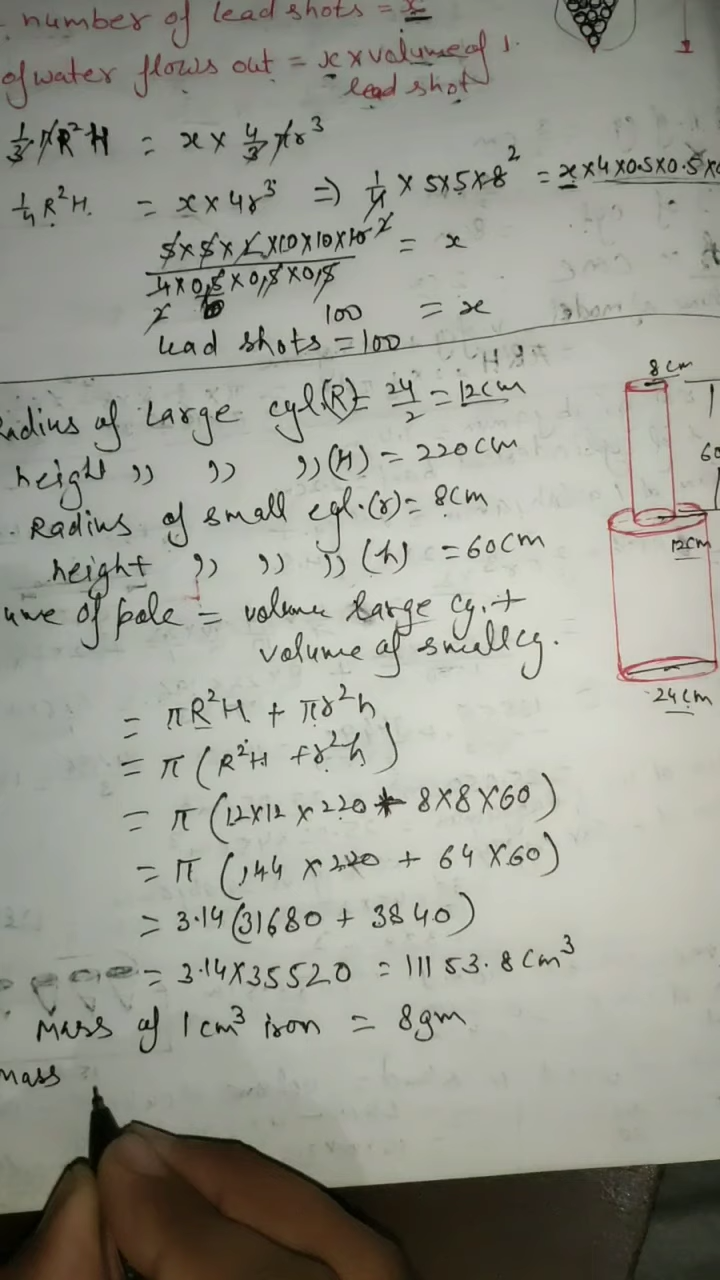 number of lead shots = x
of water flows out = x × volume of 1
lead shot
1/3 πR²H = x × 4/3 πr³
1/4 R²H = x × 4r³ ⇒ 1/4 × 5×5×8² = x×4×0.5×0.5×
5×5×2×10×10×10 / 4×0.5×0.5×0.5 = x
100 = x
lead shots = 100
Radius of Large cyl(R) = 24/2 = 12cm
height ,, ,, ,,(H) = 220cm
Radius of small cyl.(r) = 8cm
height ,, ,, ,,(h) = 60cm
ume of pole = volume large cy. +
volume of small cy.
= πR²H + πr²h
= π(R²H + r²h)
= π(12×12×220 + 8×8×60)
= π(144×220 + 64×60)
= 3.14(31680 + 3840)
= 3.14×35520 = 11153.8cm³
Mass of 1cm³ iron = 8gm
mass
8cm
60
12cm
24cm